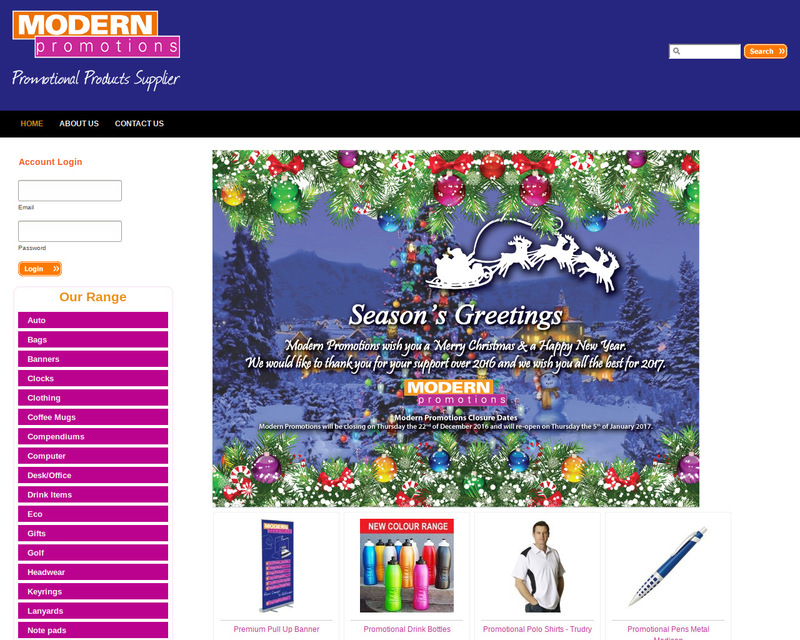 MODERN
promotions
Promotional Products Supplier
Search
HOME ABOUT US CONTACT US
Account Login
Email
Password
Login
Our Range
Auto
Bags
Banners
Clocks
Clothing
Coffee Mugs
Compendiums
Computer
Desk/Office
Drink Items
Eco
Gifts
Golf
Headwear
Keyrings
Lanyards
Note pads
Season's Greetings
Modern Promotions wish you a Merry Christmas & a Happy New Year.
We would like to thank you for your support over 2016 and we wish you all the best for 2017.
MODERN
promotions
Modern Promotions Closure Dates
Modern Promotions will be closing on Thursday the 22nd of December 2016 and will re-open on Thursday the 5th of January 2017.
MODERN
NEW COLOUR RANGE
Premium Pull Up Banner
Promotional Drink Bottles
Promotional Polo Shirts - Trudry
Promotional Pens Metal